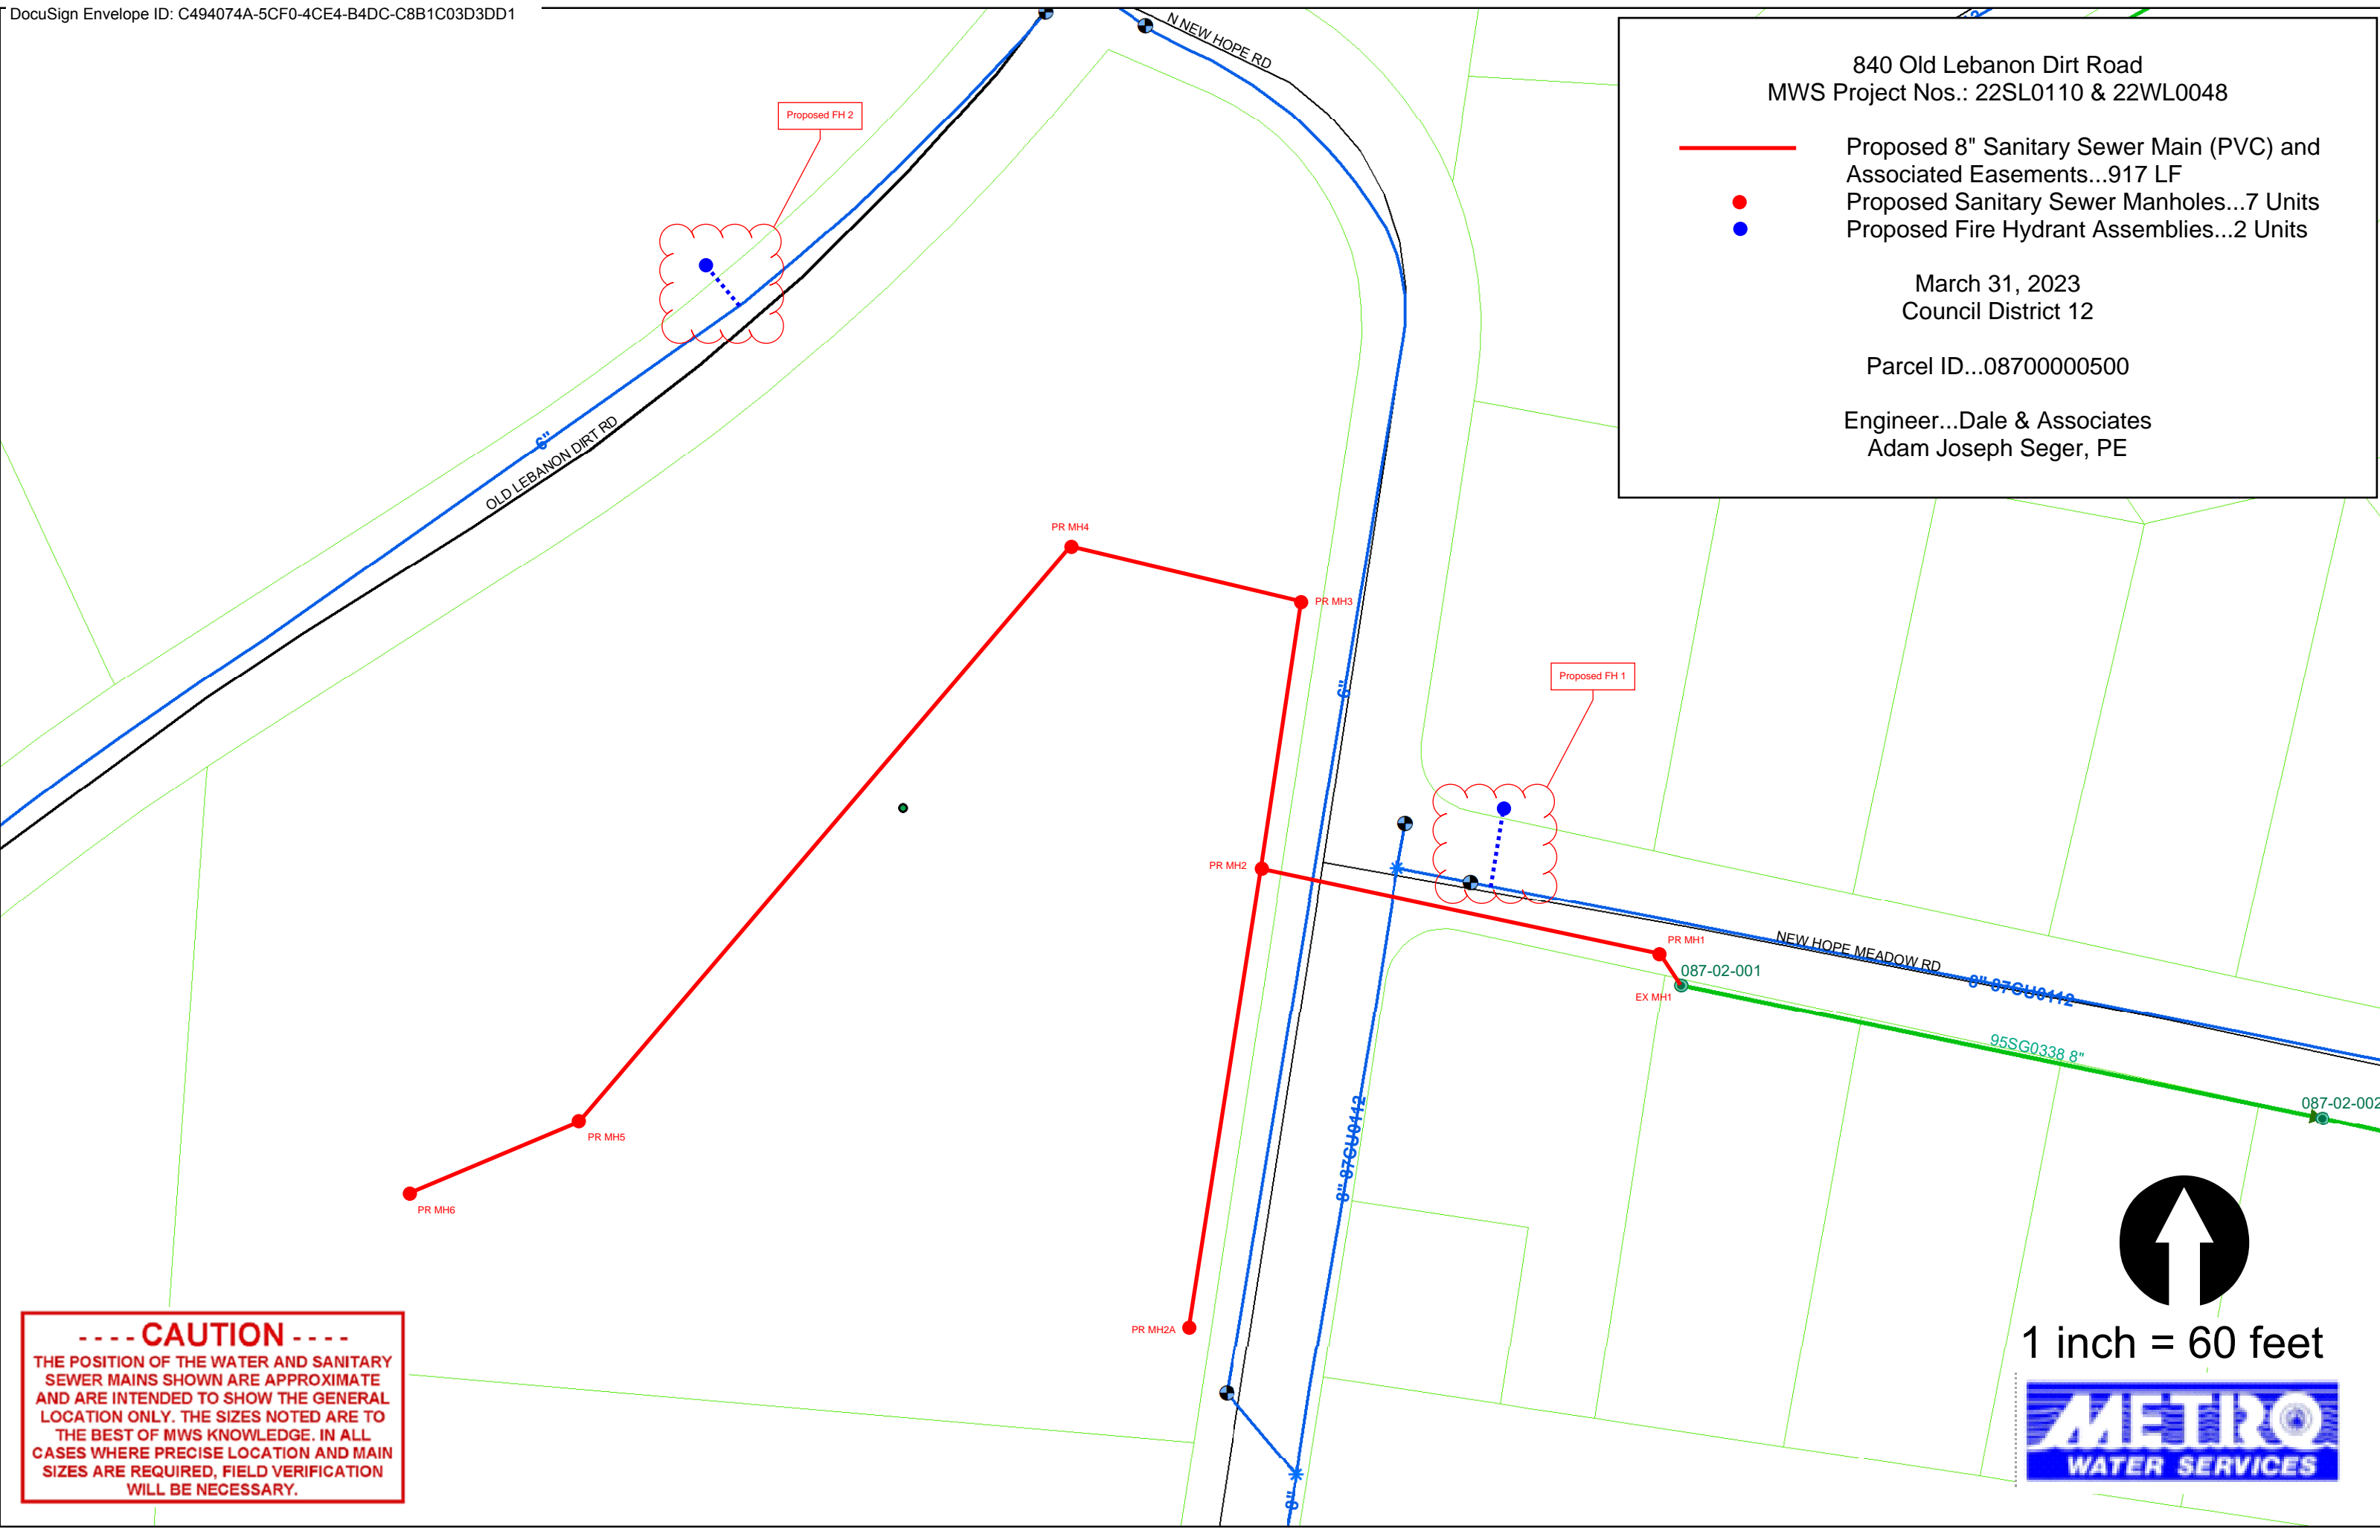 DocuSign Envelope ID: C494074A-5CF0-4CE4-B4DC-C8B1C03D3DD1
N NEW HOPE RD
840 Old Lebanon Dirt Road
MWS Project Nos.: 22SL0110 & 22WL0048
Proposed 8" Sanitary Sewer Main (PVC) and
Associated Easements...917 LF
Proposed Sanitary Sewer Manholes...7 Units
Proposed Fire Hydrant Assemblies...2 Units
March 31, 2023
Council District 12
Parcel ID...08700000500
Engineer...Dale & Associates
Adam Joseph Seger, PE
Proposed FH 2
6"
OLD LEBANON DIRT RD
PR MH4
PR MH3
6"
Proposed FH 1
PR MH2
PR MH1
NEW HOPE MEADOW RD
087-02-001
EX MH1
8" 87GU0112
95SG0338 8"
087-02-002
8" 87GU0112
PR MH5
PR MH6
PR MH2A
8"
---- CAUTION ----
THE POSITION OF THE WATER AND SANITARY
SEWER MAINS SHOWN ARE APPROXIMATE
AND ARE INTENDED TO SHOW THE GENERAL
LOCATION ONLY. THE SIZES NOTED ARE TO
THE BEST OF MWS KNOWLEDGE. IN ALL
CASES WHERE PRECISE LOCATION AND MAIN
SIZES ARE REQUIRED, FIELD VERIFICATION
WILL BE NECESSARY.
1 inch = 60 feet
METRO
WATER SERVICES